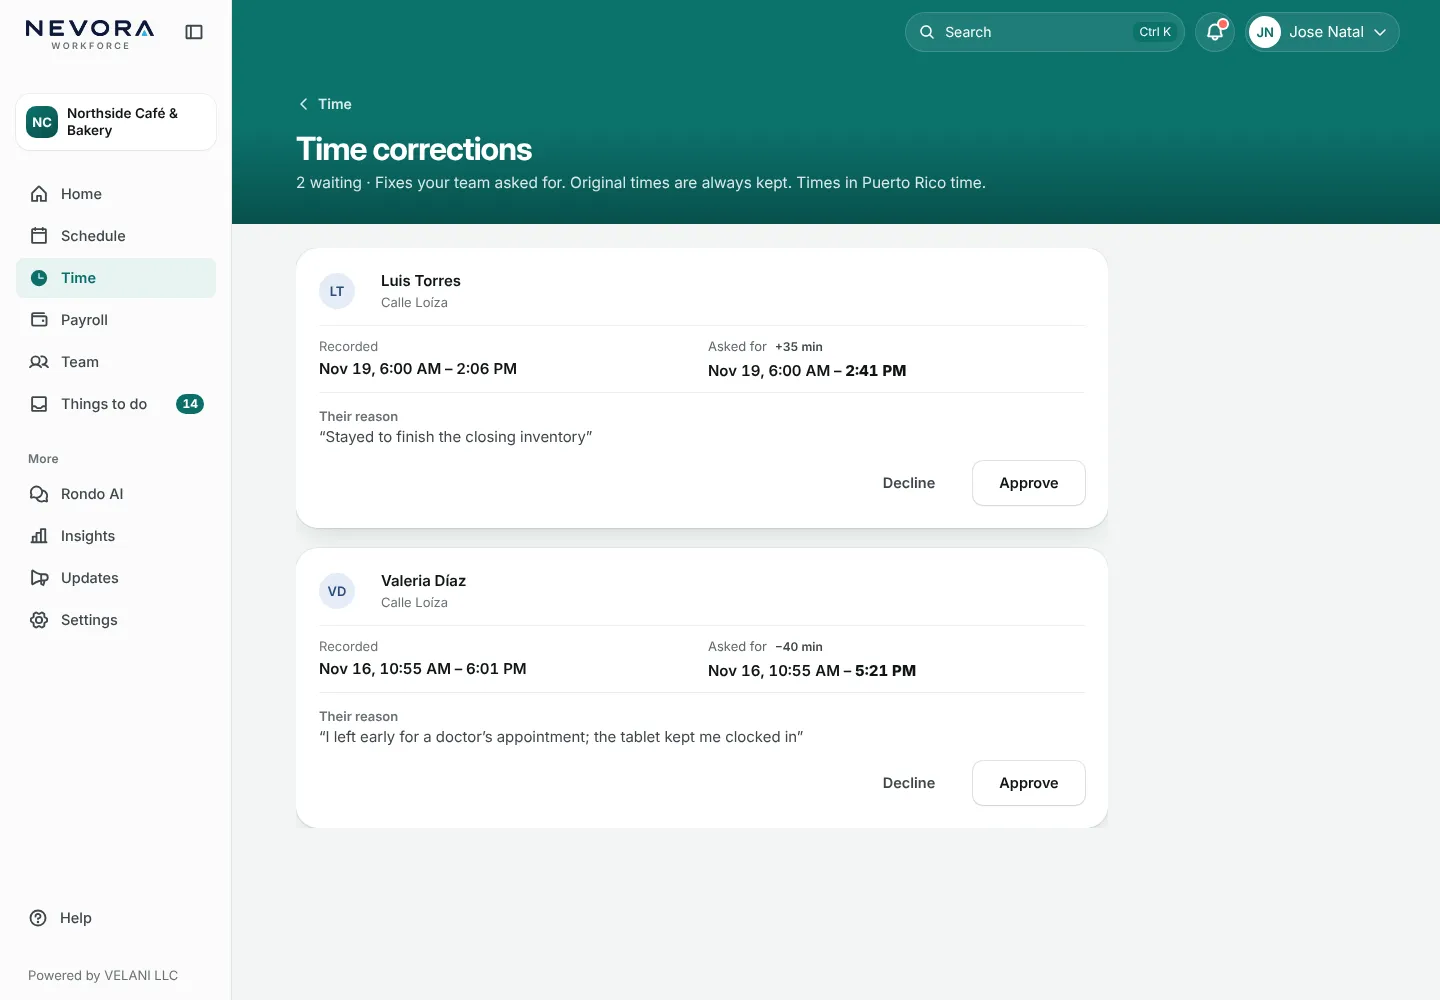 NEVORA
WORKFORCE
Search
Ctrl K
JN
Jose Natal
NC
Northside Café &
Bakery
Home
Schedule
Time
Payroll
Team
Things to do
14
More
Rondo AI
Insights
Updates
Settings
Help
Powered by VELANI LLC
Time
Time corrections
2 waiting · Fixes your team asked for. Original times are always kept. Times in Puerto Rico time.
LT
Luis Torres
Calle Loíza
Recorded
Nov 19, 6:00 AM – 2:06 PM
Asked for +35 min
Nov 19, 6:00 AM – 2:41 PM
Their reason
“Stayed to finish the closing inventory”
Decline
Approve
VD
Valeria Díaz
Calle Loíza
Recorded
Nov 16, 10:55 AM – 6:01 PM
Asked for −40 min
Nov 16, 10:55 AM – 5:21 PM
Their reason
“I left early for a doctor’s appointment; the tablet kept me clocked in”
Decline
Approve